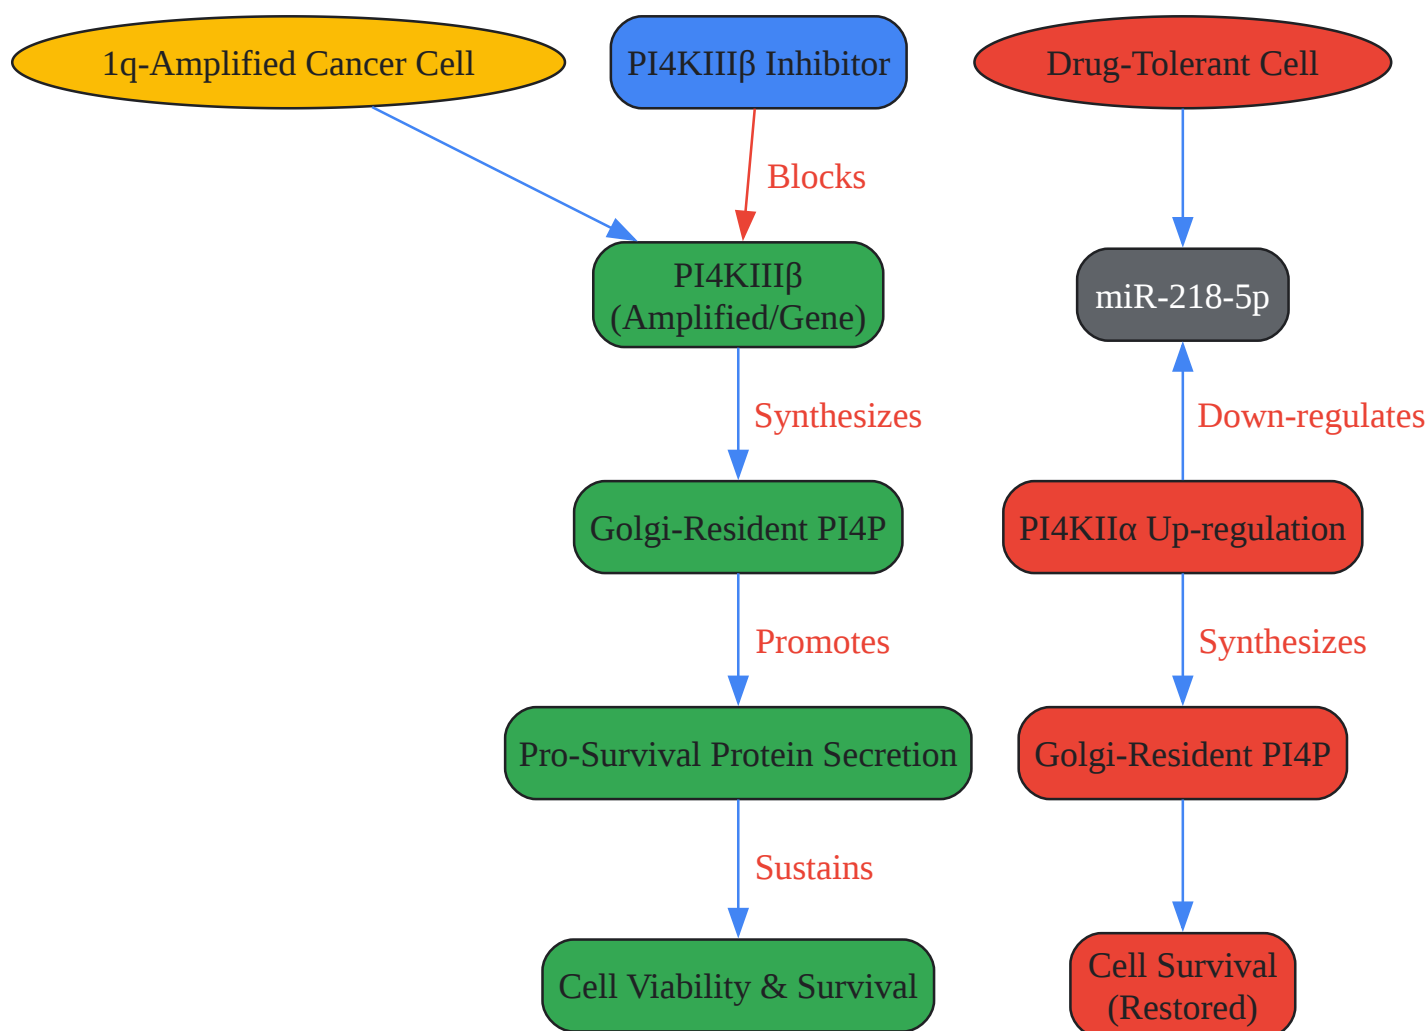 1q-Amplified Cancer Cell
PI4KIIIβ Inhibitor
Drug-Tolerant Cell
Blocks
PI4KIIIβ
(Amplified/Gene)
miR-218-5p
Synthesizes
Down-regulates
Golgi-Resident PI4P
PI4KIIα Up-regulation
Promotes
Synthesizes
Pro-Survival Protein Secretion
Golgi-Resident PI4P
Sustains
Cell Viability & Survival
Cell Survival
(Restored)